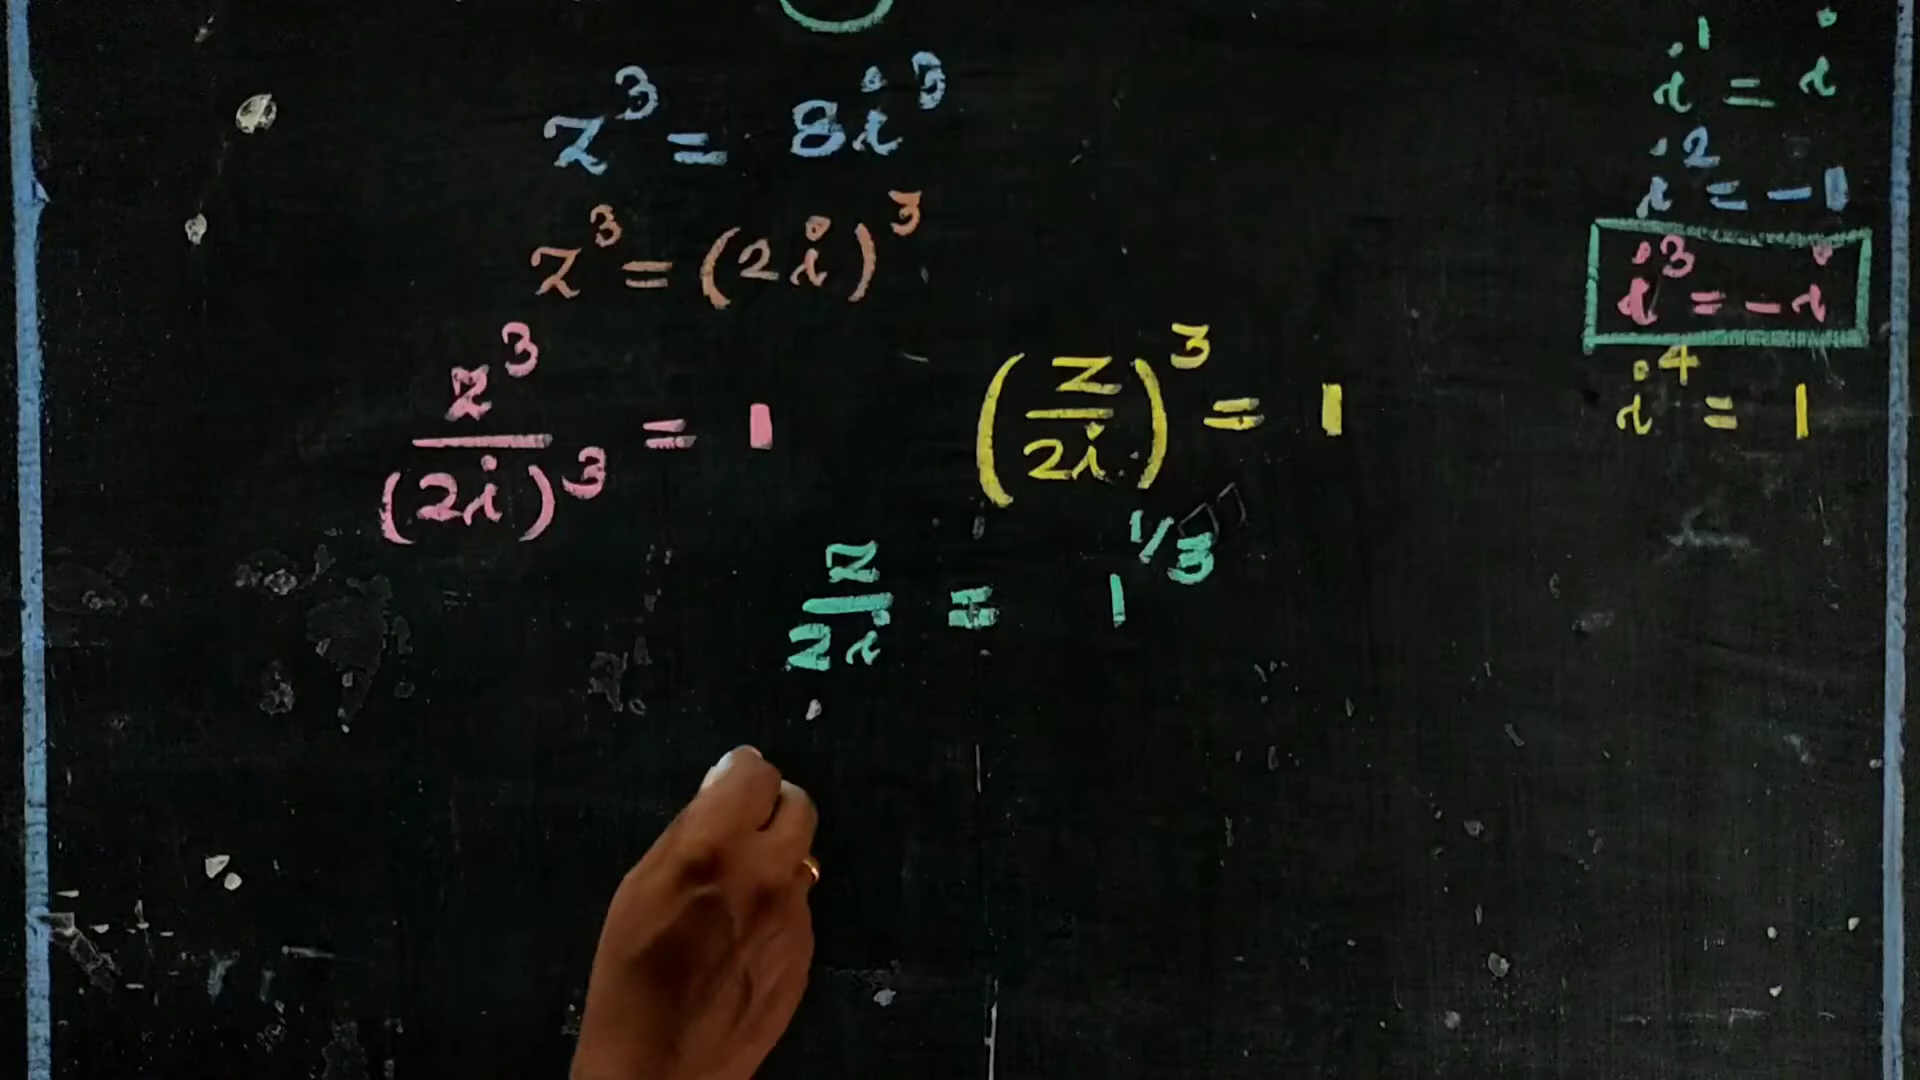 z³ = 8i³
z³ = (2i)³
z³/(2i)³ = 1
(z/2i)³ = 1
z/2i = 1^1/3
i¹ = i
i² = -1
i³ = -i
i⁴ = 1